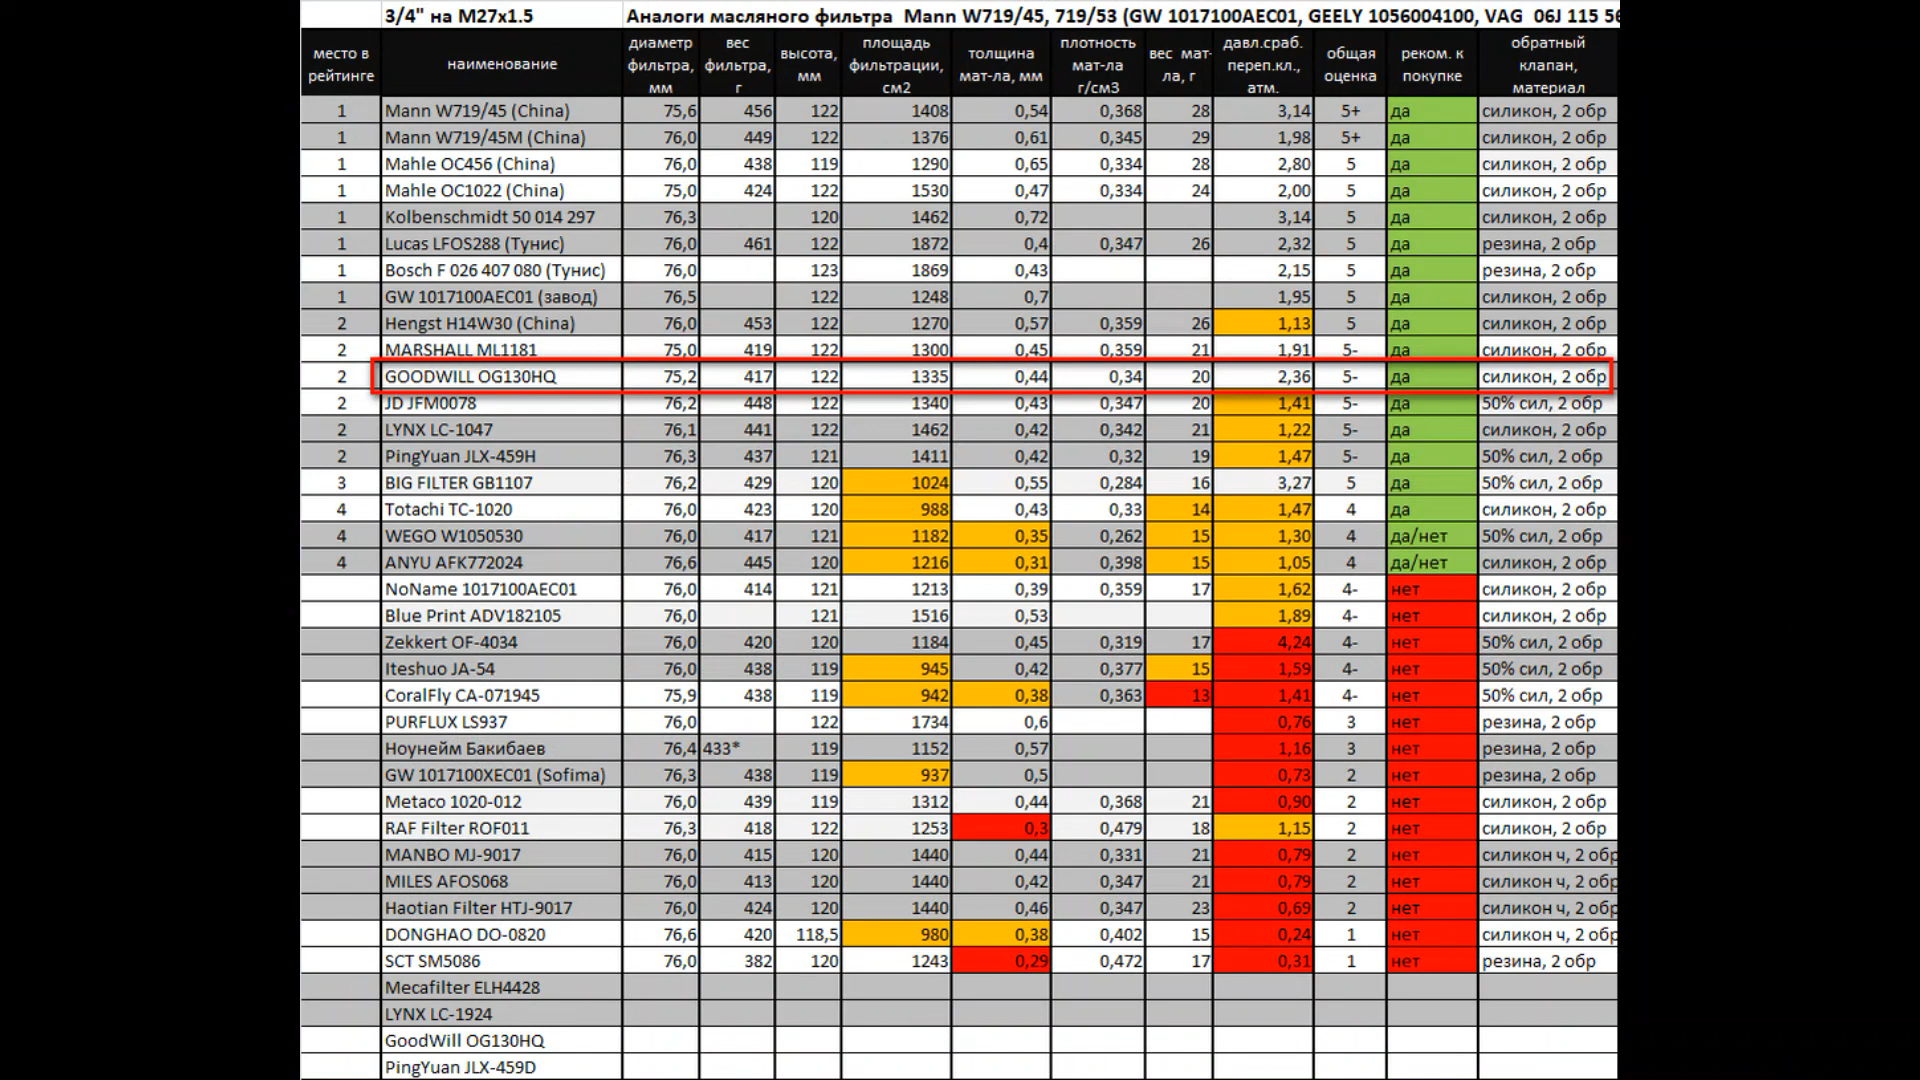 3/4" на M27x1.5 Аналоги масляного фильтра Mann W719/45, 719/53 (GW 1017100AEC01, GEELY 1056004100, VAG 06J 115 56
место в рейтинге наименование диаметр фильтра, мм вес фильтра, г высота, мм площадь фильтрации, см2 толщина мат-ла, мм плотность мат-ла г/см3 вес мат-ла, г давл.сраб. переп.кл., атм. общая оценка реком. к покупке обратный клапан, материал
1 Mann W719/45 (China) 75,6 456 122 1408 0,54 0,368 28 3,14 5+ да силикон, 2 обр
1 Mann W719/45M (China) 76,0 449 122 1376 0,61 0,345 29 1,98 5+ да силикон, 2 обр
1 Mahle OC456 (China) 76,0 438 119 1290 0,65 0,334 28 2,80 5 да силикон, 2 обр
1 Mahle OC1022 (China) 75,0 424 122 1530 0,47 0,334 24 2,00 5 да силикон, 2 обр
1 Kolbenschmidt 50 014 297 76,3 120 1462 0,72 3,14 5 да силикон, 2 обр
1 Lucas LFOS288 (Тунис) 76,0 461 122 1872 0,4 0,347 26 2,32 5 да резина, 2 обр
1 Bosch F 026 407 080 (Тунис) 76,0 123 1869 0,43 2,15 5 да резина, 2 обр
1 GW 1017100AEC01 (завод) 76,5 122 1248 0,7 1,95 5 да силикон, 2 обр
2 Hengst H14W30 (China) 76,0 453 122 1270 0,57 0,359 26 1,13 5 да силикон, 2 обр
2 MARSHALL ML1181 75,0 419 122 1300 0,45 0,359 21 1,91 5- да силикон, 2 обр
2 GOODWILL OG130HQ 75,2 417 122 1335 0,44 0,34 20 2,36 5- да силикон, 2 обр
2 JD JFM0078 76,2 448 122 1340 0,43 0,347 20 1,41 5- да 50% сил, 2 обр
2 LYNX LC-1047 76,1 441 122 1462 0,42 0,342 21 1,22 5- да силикон, 2 обр
2 PingYuan JLX-459H 76,3 437 121 1411 0,42 0,32 19 1,47 5- да 50% сил, 2 обр
3 BIG FILTER GB1107 76,2 429 120 1024 0,55 0,284 16 3,27 5 да 50% сил, 2 обр
4 Totachi TC-1020 76,0 423 120 988 0,43 0,33 14 1,47 4 да силикон, 2 обр
4 WEGO W1050530 76,0 417 121 1182 0,35 0,262 15 1,30 4 да/нет 50% сил, 2 обр
4 ANYU AFK772024 76,6 445 120 1216 0,31 0,398 15 1,05 4 да/нет силикон, 2 обр
NoName 1017100AEC01 76,0 414 121 1213 0,39 0,359 17 1,62 4- нет силикон, 2 обр
Blue Print ADV182105 76,0 121 1516 0,53 1,89 4- нет силикон, 2 обр
Zekkert OF-4034 76,0 420 120 1184 0,45 0,319 17 4,24 4- нет 50% сил, 2 обр
Iteshuo JA-54 76,0 438 119 945 0,42 0,377 15 1,59 4- нет 50% сил, 2 обр
CoralFly CA-071945 75,9 438 119 942 0,38 0,363 13 1,41 4- нет 50% сил, 2 обр
PURFLUX LS937 76,0 122 1734 0,6 0,76 3 нет резина, 2 обр
Ноунейм Бакибаев 76,4 433* 119 1152 0,57 1,16 3 нет резина, 2 обр
GW 1017100XEC01 (Sofima) 76,3 438 119 937 0,5 0,73 2 нет резина, 2 обр
Metaco 1020-012 76,0 439 119 1312 0,44 0,368 21 0,90 2 нет силикон, 2 обр
RAF Filter ROF011 76,3 418 122 1253 0,3 0,479 18 1,15 2 нет силикон, 2 обр
MANBO MJ-9017 76,0 415 120 1440 0,44 0,331 21 0,79 2 нет силикон ч, 2 обр
MILES AFOS068 76,0 413 120 1440 0,42 0,347 21 0,79 2 нет силикон ч, 2 обр
Haotian Filter HTJ-9017 76,0 424 120 1440 0,46 0,347 23 0,69 2 нет силикон ч, 2 обр
DONGHAO DO-0820 76,6 420 118,5 980 0,38 0,402 15 0,24 1 нет силикон ч, 2 обр
SCT SM5086 76,0 382 120 1243 0,29 0,472 17 0,31 1 нет резина, 2 обр
Mecafilter ELH4428
LYNX LC-1924
GoodWill OG130HQ
PingYuan JLX-459D